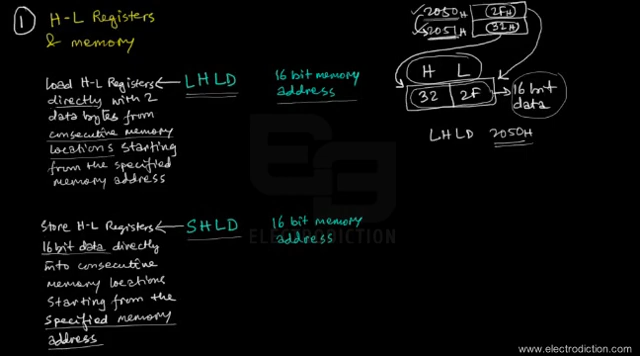 1 H-L Registers
& memory
Load H-L Registers ← LHLD 16 bit memory address
directly with 2
data bytes from
consecutive memory
locations starting
from the specified
memory address
Store H-L Registers ← SHLD 16 bit memory address
16 bit data directly
into consecutive
memory locations
starting from the
specified memory
address
2050H 2FH
2051H 32H
H L
32 2F → 16 bit data
LHLD 2050H
ELECTRODICTION
www.electrodiction.com